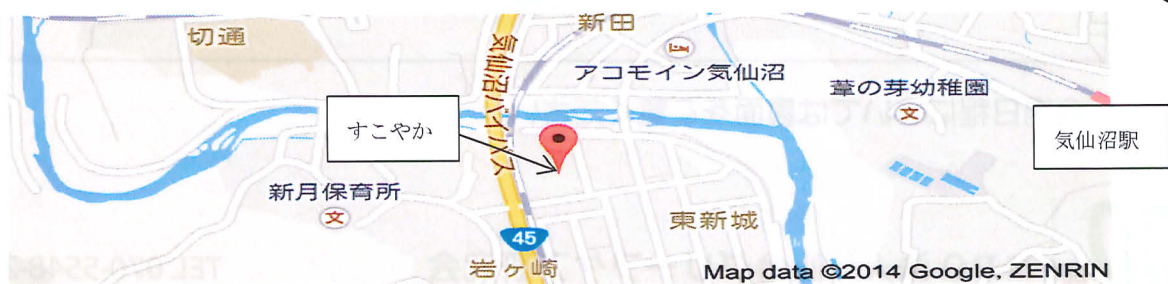 新田
切通
気仙沼バイパス
アコモイン気仙沼
葦の芽幼稚園
文
すこやか
気仙沼駅
新月保育所
文
東新城
45
岩ヶ崎
Map data ©2014 Google, ZENRIN